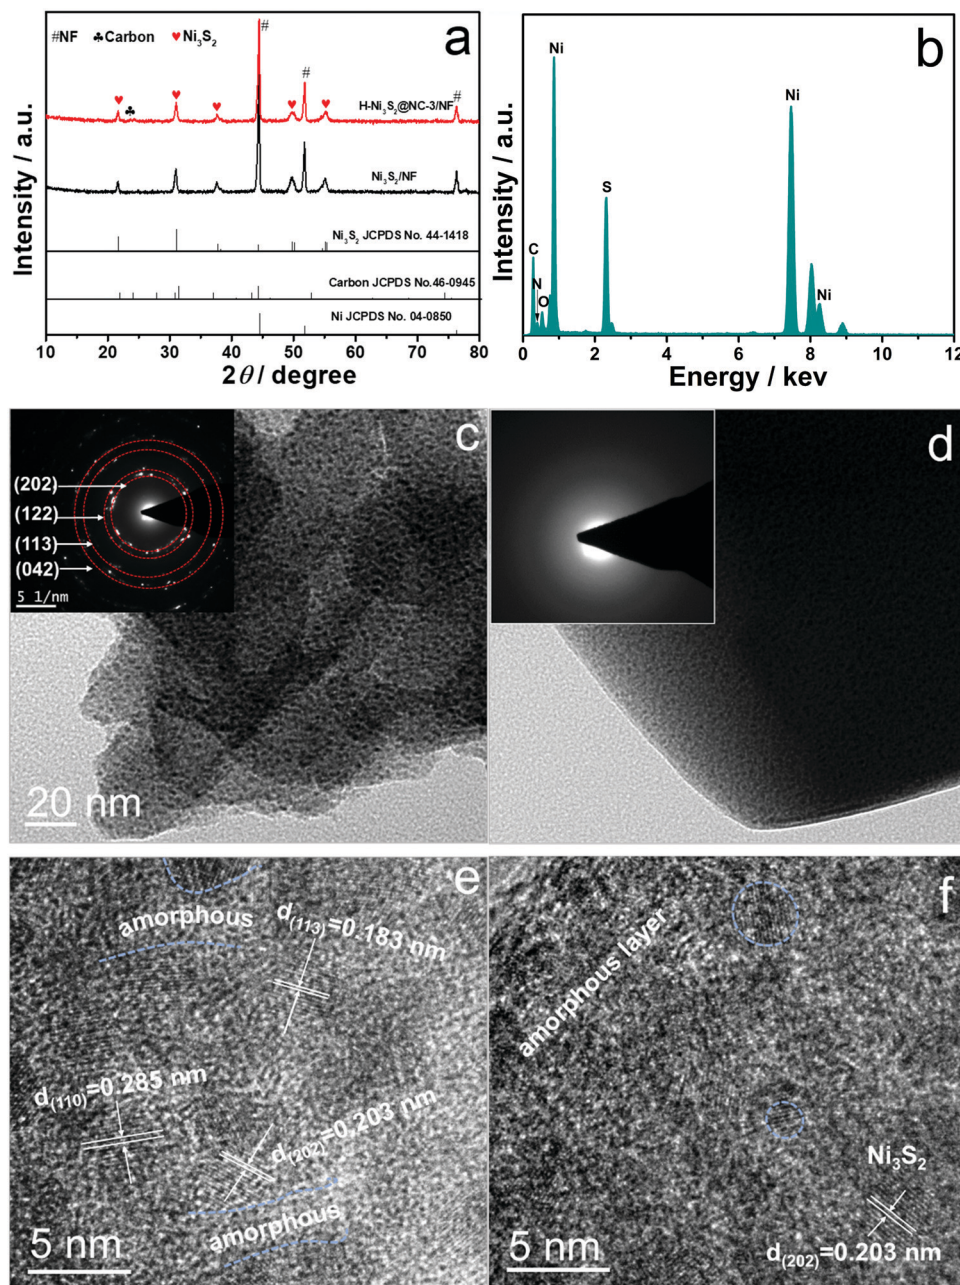 a
#NF ♣Carbon ♥Ni₃S₂
#
#
#
H-Ni₃S₂@NC-3/NF
Ni₃S₂/NF
Ni₃S₂ JCPDS No. 44-1418
Carbon JCPDS No.46-0945
Ni JCPDS No. 04-0850
Intensity / a.u.
10 20 30 40 50 60 70 80
2θ / degree
b
Ni
Ni
S
C
N
O
Ni
Intensity / a.u.
0 2 4 6 8 10 12
Energy / kev
c
(202)
(122)
(113)
(042)
5 1/nm
20 nm
d
e
amorphous
d(113)=0.183 nm
d(110)=0.285 nm
d(202)=0.203 nm
amorphous
5 nm
f
amorphous layer
Ni₃S₂
d(202)=0.203 nm
5 nm